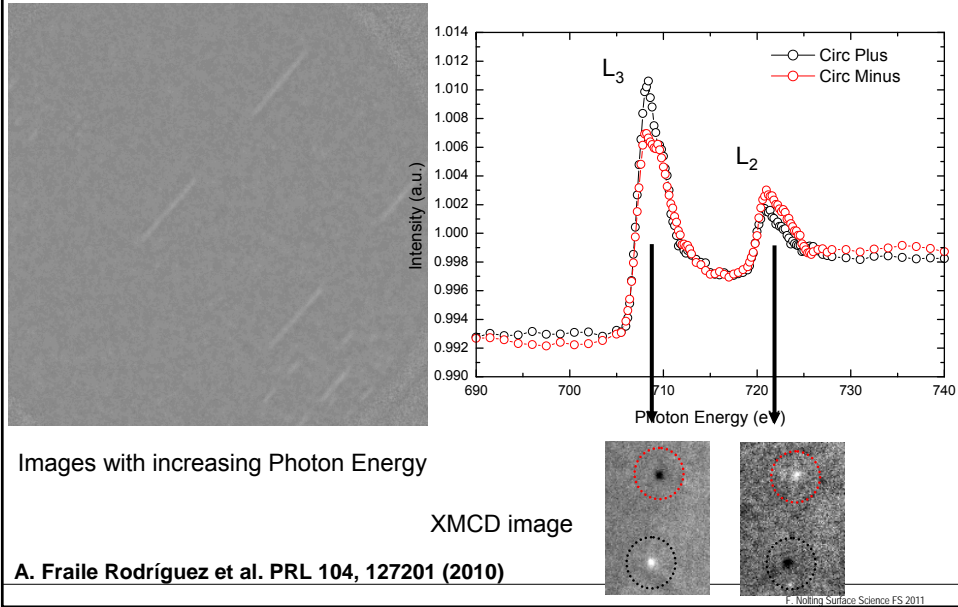 1.014
1.012
1.010
1.008
1.006
1.004
1.002
1.000
0.998
0.996
0.994
0.992
0.990
Intensity (a.u.)
L3
L2
Circ Plus
Circ Minus
690 700 710 720 730 740
Photon Energy (eV)
Images with increasing Photon Energy
XMCD image
A. Fraile Rodríguez et al. PRL 104, 127201 (2010)
F. Nolting Surface Science FS 2011